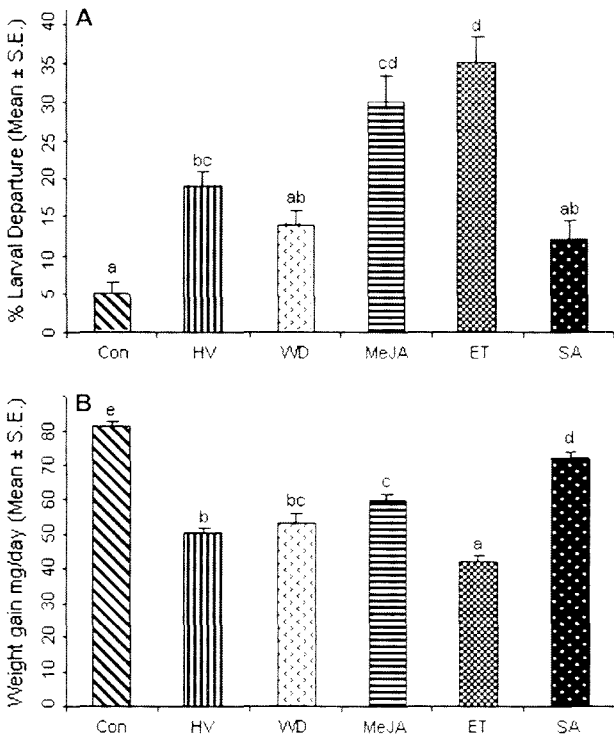 A
% Larval Departure (Mean ± S.E.)
40
35
30
25
20
15
10
5
0
a
bc
ab
cd
d
ab
Con HV WD MeJA ET SA
B
Weight gain mg/day (Mean ± S.E.)
80
70
60
50
40
30
20
10
0
e
b
bc
c
a
d
Con HV WD MeJA ET SA